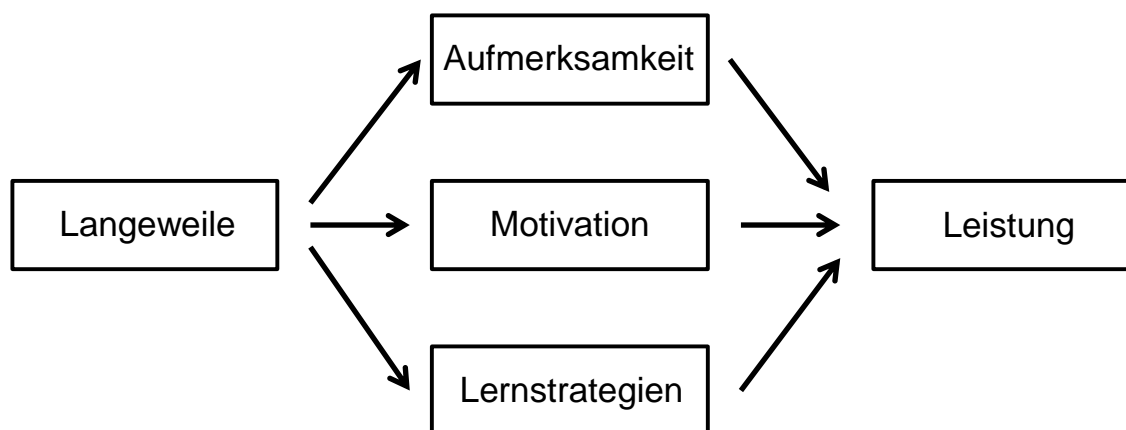 Aufmerksamkeit
Langeweile
Motivation
Leistung
Lernstrategien